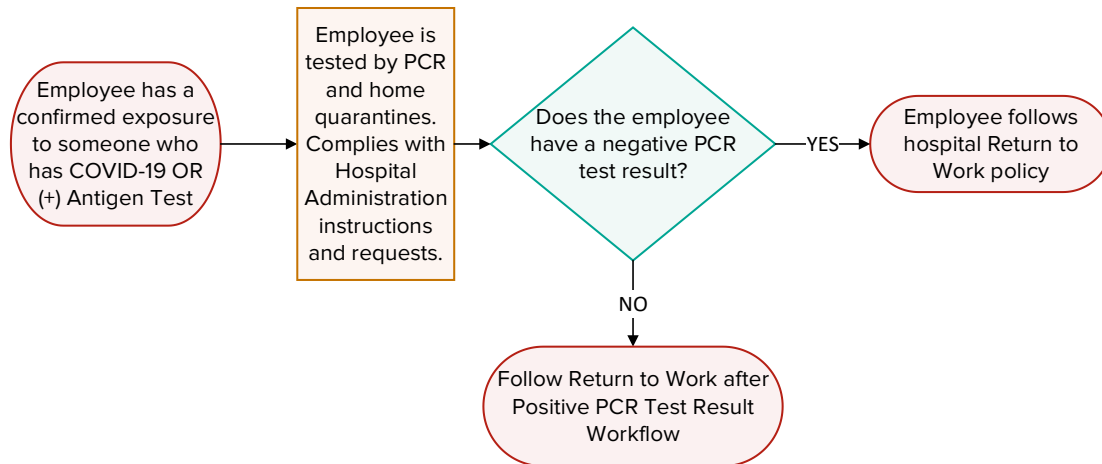 Employee has a
confirmed exposure
to someone who
has COVID-19 OR
(+) Antigen Test
Employee is
tested by PCR
and home
quarantines.
Complies with
Hospital
Administration
instructions
and requests.
Does the employee
have a negative PCR
test result?
YES
Employee follows
hospital Return to
Work policy
NO
Follow Return to Work after
Positive PCR Test Result
Workflow